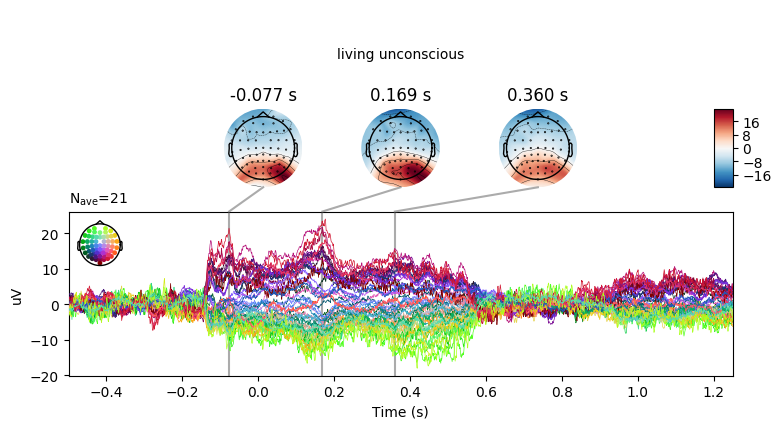 living unconscious
-0.077 s 0.169 s 0.360 s
16
8
0
−8
−16
Nave=21
20
10
0
−10
−20
uV
−0.4 −0.2 0.0 0.2 0.4 0.6 0.8 1.0 1.2
Time (s)